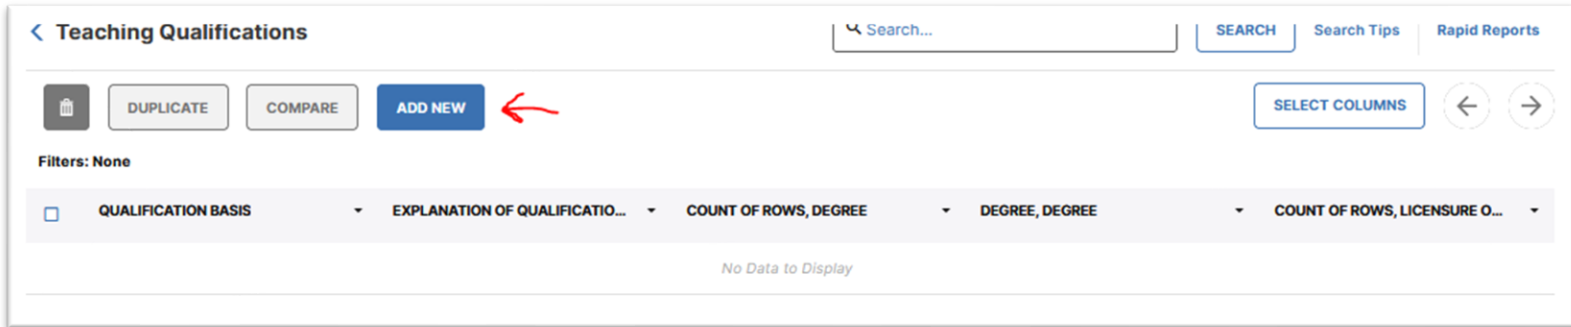 Teaching Qualifications
Search... SEARCH Search Tips Rapid Reports
DUPLICATE COMPARE ADD NEW SELECT COLUMNS
Filters: None
QUALIFICATION BASIS EXPLANATION OF QUALIFICATIO... COUNT OF ROWS, DEGREE DEGREE, DEGREE COUNT OF ROWS, LICENSURE O...
No Data to Display